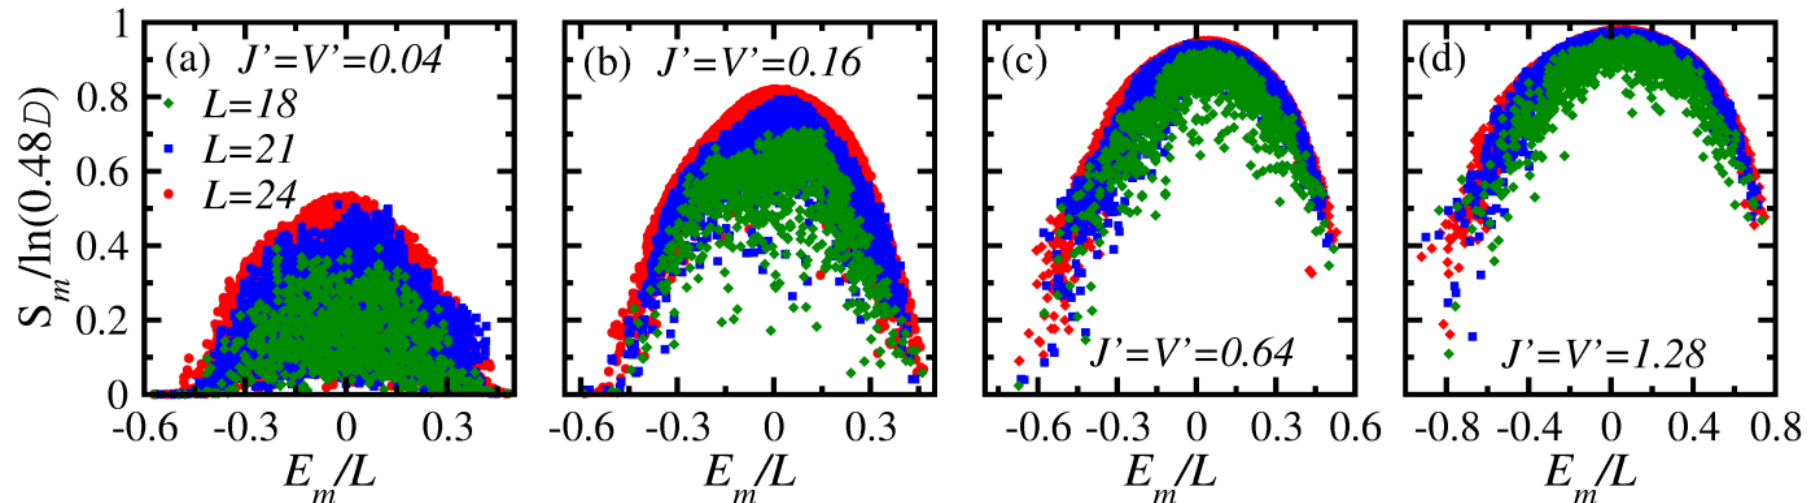 (a) J'=V'=0.04
L=18
L=21
L=24
(b) J'=V'=0.16
(c)
J'=V'=0.64
(d)
J'=V'=1.28
S_m/ln(0.48D)
1
0.8
0.6
0.4
0.2
0
-0.6 -0.3 0 0.3
-0.6 -0.3 0 0.3
-0.6 -0.3 0 0.3 0.6
-0.8 -0.4 0 0.4 0.8
E_m/L
E_m/L
E_m/L
E_m/L